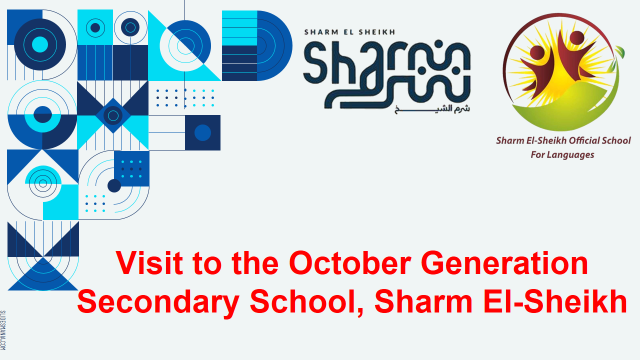 SHARM EL SHEIKH
Sharm
شرم الشيخ
Sharm El-Sheikh Official School
For Languages
Visit to the October Generation
Secondary School, Sharm El-Sheikh